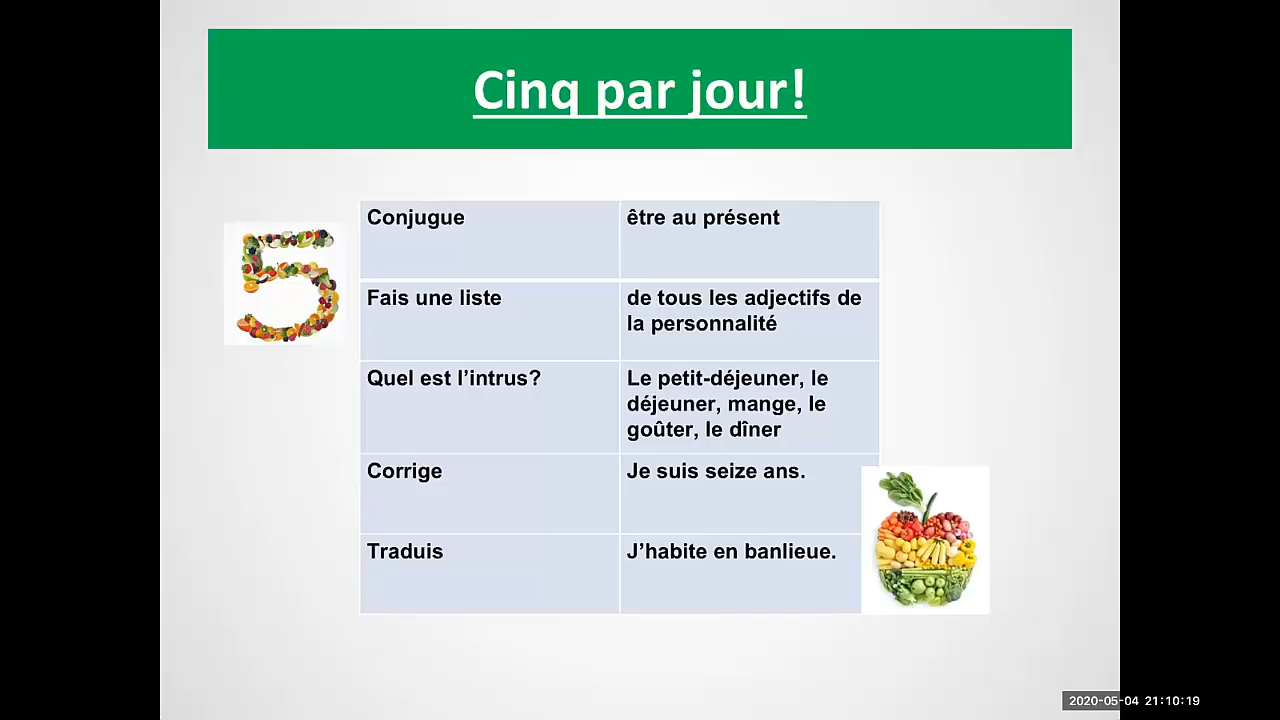 Cinq par jour!
Conjugue
être au présent
Fais une liste
de tous les adjectifs de
la personnalité
Quel est l’intrus?
Le petit-déjeuner, le
déjeuner, mange, le
goûter, le dîner
Corrige
Je suis seize ans.
Traduis
J’habite en banlieue.
2020-05-04 21:10:19